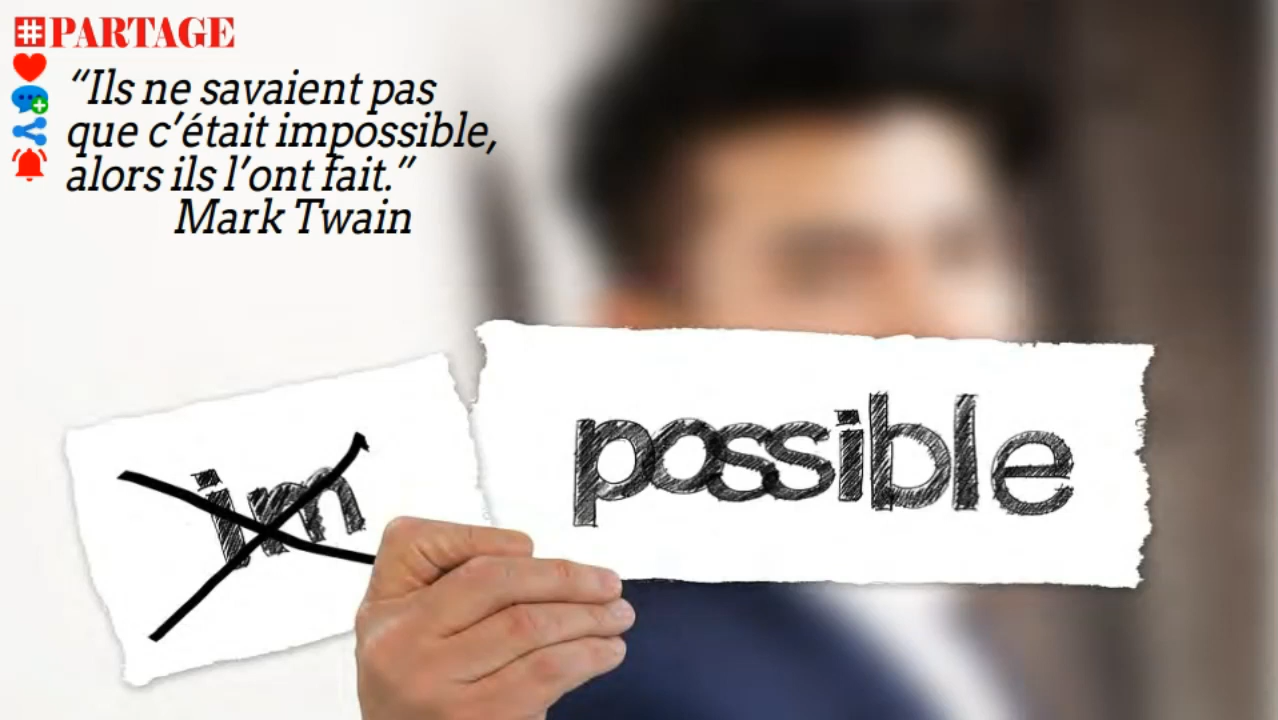 #PARTAGE
“Ils ne savaient pas
que c’était impossible,
alors ils l’ont fait.”
Mark Twain
im
possible